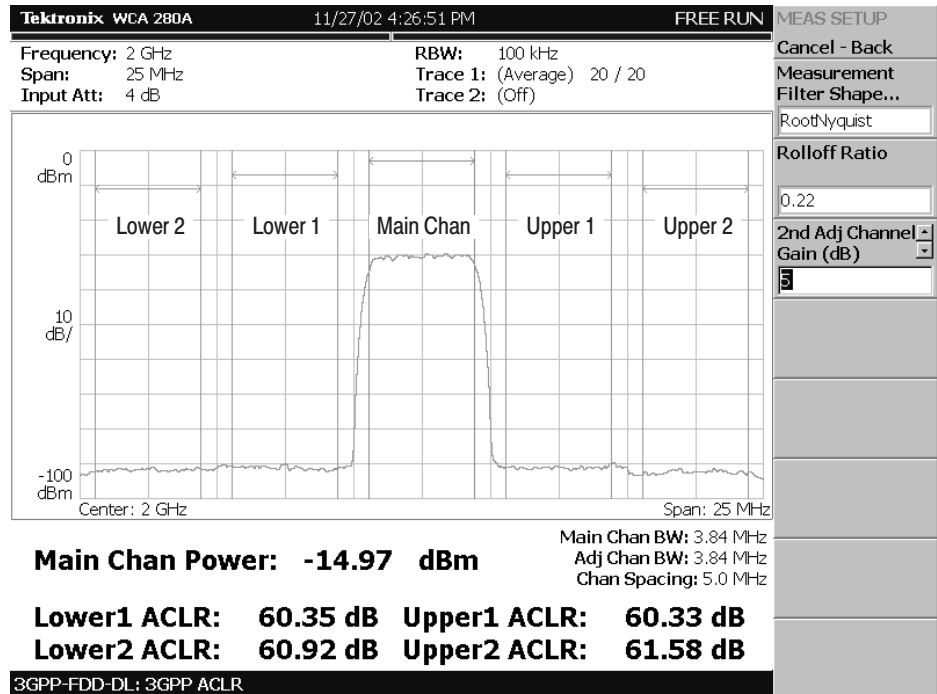 Tektronix WCA 280A 11/27/02 4:26:51 PM FREE RUN
Frequency: 2 GHz RBW: 100 kHz
Span: 25 MHz Trace 1: (Average) 20 / 20
Input Att: 4 dB Trace 2: (Off)
0
dBm
Lower 2 Lower 1 Main Chan Upper 1 Upper 2
10
dB/
-100
dBm
Center: 2 GHz Span: 25 MHz
Main Chan BW: 3.84 MHz
Main Chan Power: -14.97 dBm Adj Chan BW: 3.84 MHz
Chan Spacing: 5.0 MHz
Lower1 ACLR: 60.35 dB Upper1 ACLR: 60.33 dB
Lower2 ACLR: 60.92 dB Upper2 ACLR: 61.58 dB
3GPP-FDD-DL: 3GPP ACLR
MEAS SETUP
Cancel - Back
Measurement
Filter Shape...
RootNyquist
Rolloff Ratio
0.22
2nd Adj Channel
Gain (dB)
5